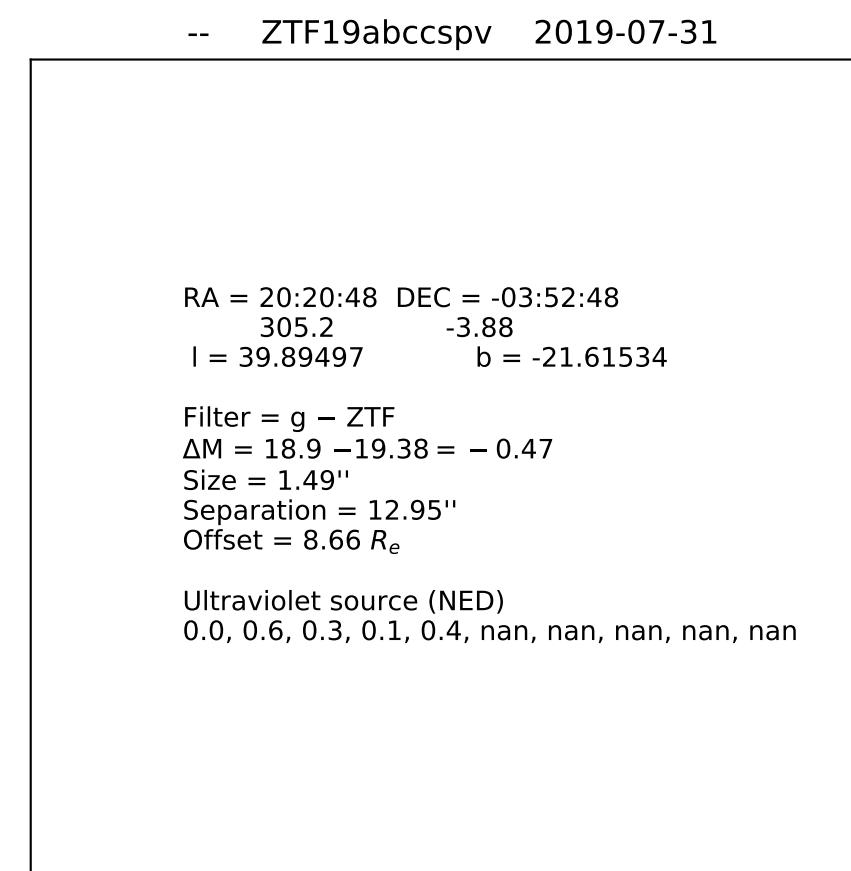 -- ZTF19abccspv 2019-07-31
RA = 20:20:48 DEC = -03:52:48
305.2 -3.88
l = 39.89497 b = -21.61534
Filter = g − ZTF
ΔM = 18.9 −19.38 = − 0.47
Size = 1.49''
Separation = 12.95''
Offset = 8.66 Rₑ
Ultraviolet source (NED)
0.0, 0.6, 0.3, 0.1, 0.4, nan, nan, nan, nan, nan